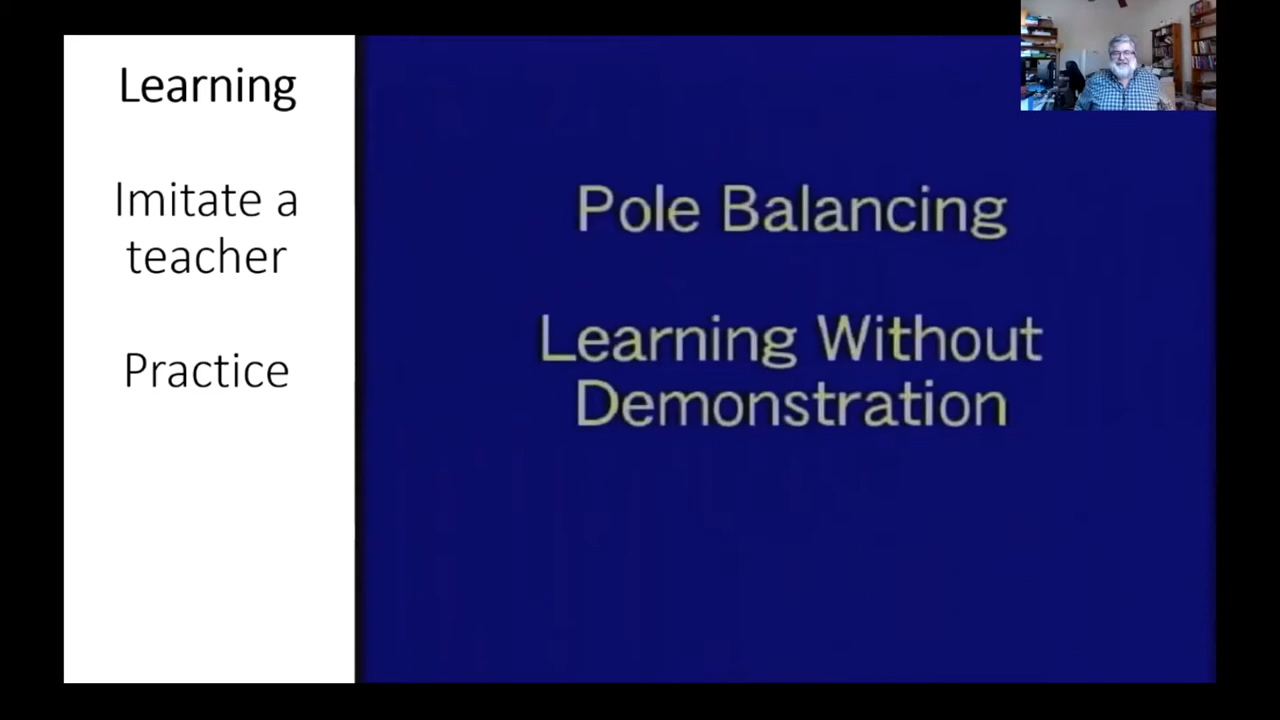 Learning
Imitate a
teacher
Practice
Pole Balancing
Learning Without
Demonstration